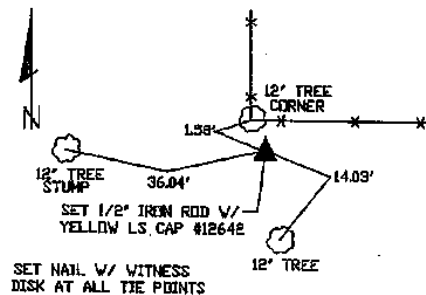 12" TREE
CORNER
N
1.58'
12" TREE
STUMP
36.04'
14.03'
SET 1/2" IRON ROD W/
YELLOW LS CAP #12642
12" TREE
SET NAIL W/ WITNESS
DISK AT ALL TIE POINTS